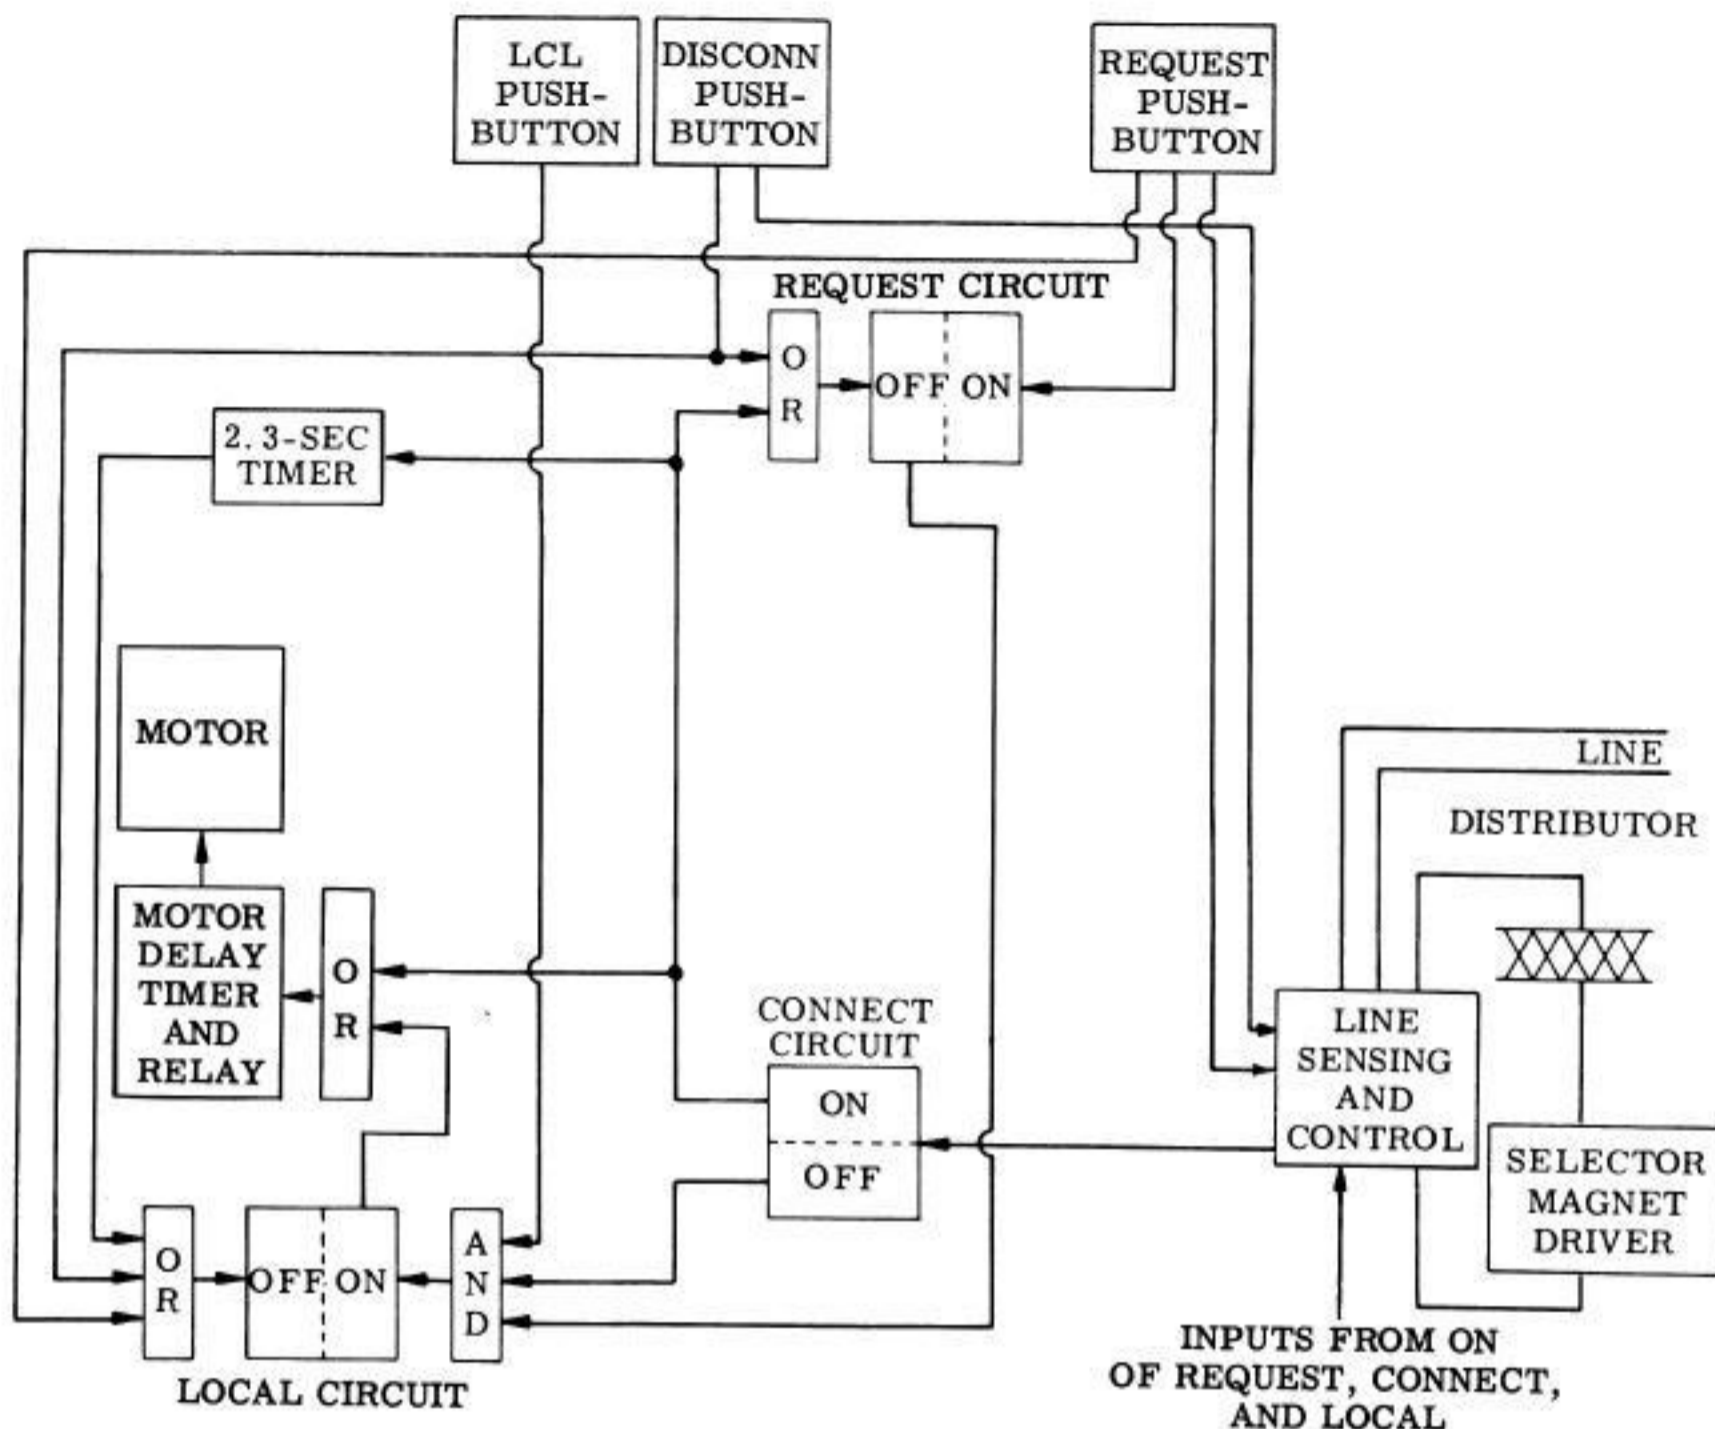 LCL
PUSH-
BUTTON
DISCONN
PUSH-
BUTTON
REQUEST
PUSH-
BUTTON
REQUEST CIRCUIT
O
R
OFF ON
2.3-SEC
TIMER
MOTOR
LINE
DISTRIBUTOR
MOTOR
DELAY
TIMER
AND
RELAY
O
R
CONNECT
CIRCUIT
ON
OFF
LINE
SENSING
AND
CONTROL
SELECTOR
MAGNET
DRIVER
O
R
OFF ON
A
N
D
LOCAL CIRCUIT
INPUTS FROM ON
OF REQUEST, CONNECT,
AND LOCAL